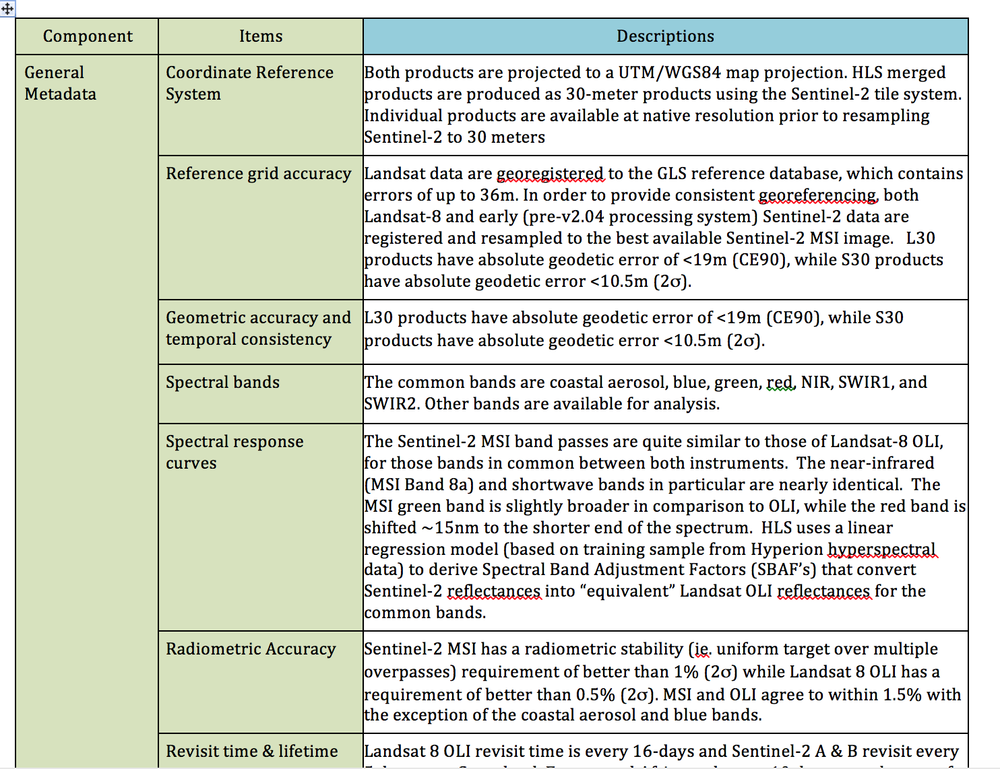 Component Items Descriptions
General
Metadata
Coordinate Reference
System
Both products are projected to a UTM/WGS84 map projection. HLS merged
products are produced as 30-meter products using the Sentinel-2 tile system.
Individual products are available at native resolution prior to resampling
Sentinel-2 to 30 meters
Reference grid accuracy
Landsat data are georegistered to the GLS reference database, which contains
errors of up to 36m. In order to provide consistent georeferencing, both
Landsat-8 and early (pre-v2.04 processing system) Sentinel-2 data are
registered and resampled to the best available Sentinel-2 MSI image. L30
products have absolute geodetic error of <19m (CE90), while S30 products
have absolute geodetic error <10.5m (2σ).
Geometric accuracy and
temporal consistency
L30 products have absolute geodetic error of <19m (CE90), while S30
products have absolute geodetic error <10.5m (2σ).
Spectral bands
The common bands are coastal aerosol, blue, green, red, NIR, SWIR1, and
SWIR2. Other bands are available for analysis.
Spectral response
curves
The Sentinel-2 MSI band passes are quite similar to those of Landsat-8 OLI,
for those bands in common between both instruments. The near-infrared
(MSI Band 8a) and shortwave bands in particular are nearly identical. The
MSI green band is slightly broader in comparison to OLI, while the red band is
shifted ~15nm to the shorter end of the spectrum. HLS uses a linear
regression model (based on training sample from Hyperion hyperspectral
data) to derive Spectral Band Adjustment Factors (SBAF's) that convert
Sentinel-2 reflectances into “equivalent” Landsat OLI reflectances for the
common bands.
Radiometric Accuracy
Sentinel-2 MSI has a radiometric stability (ie. uniform target over multiple
overpasses) requirement of better than 1% (2σ) while Landsat 8 OLI has a
requirement of better than 0.5% (2σ). MSI and OLI agree to within 1.5% with
the exception of the coastal aerosol and blue bands.
Revisit time & lifetime
Landsat 8 OLI revisit time is every 16-days and Sentinel-2 A & B revisit every